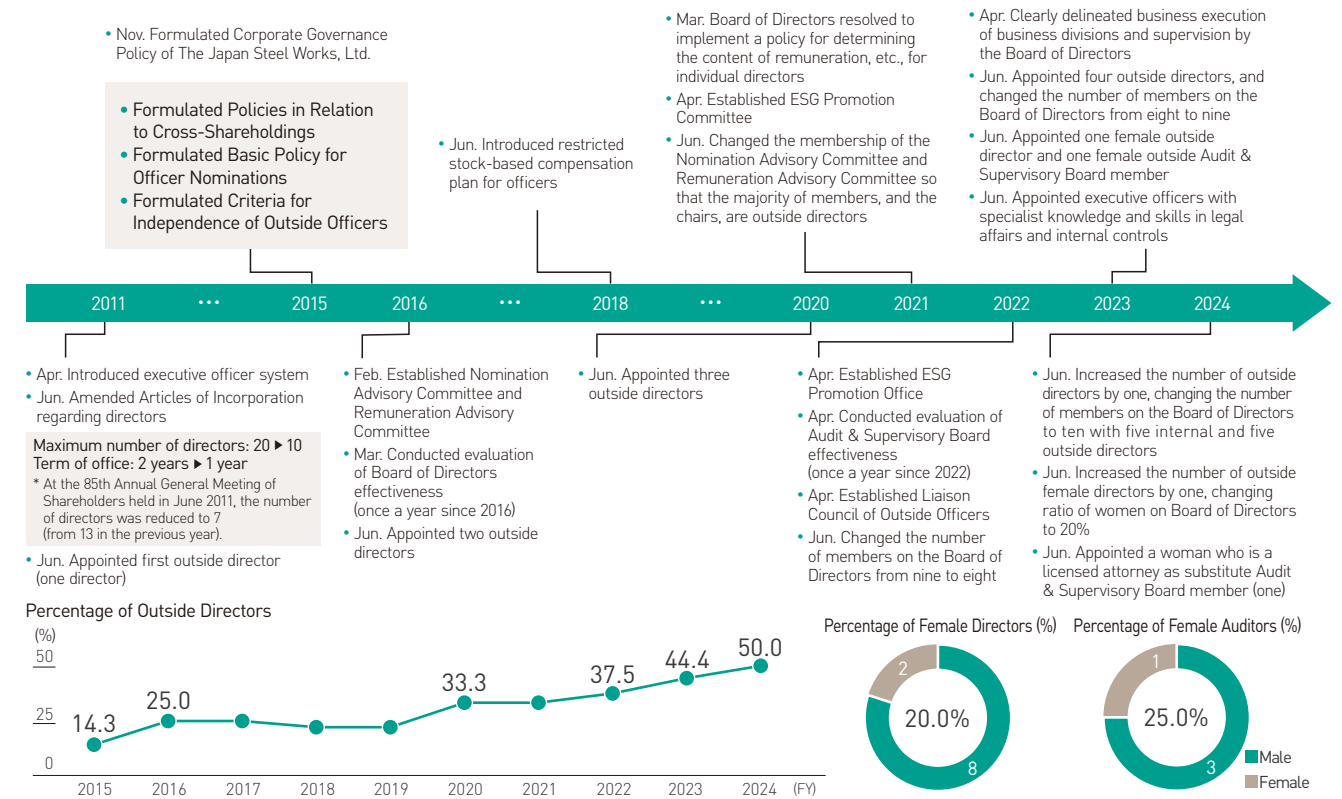 • Nov. Formulated Corporate Governance
Policy of The Japan Steel Works, Ltd.
• Formulated Policies in Relation
to Cross-Shareholdings
• Formulated Basic Policy for
Officer Nominations
• Formulated Criteria for
Independence of Outside Officers
• Jun. Introduced restricted
stock-based compensation
plan for officers
• Mar. Board of Directors resolved to
implement a policy for determining
the content of remuneration, etc., for
individual directors
• Apr. Established ESG Promotion
Committee
• Jun. Changed the membership of the
Nomination Advisory Committee and
Remuneration Advisory Committee so
that the majority of members, and the
chairs, are outside directors
• Apr. Clearly delineated business execution
of business divisions and supervision by
the Board of Directors
• Jun. Appointed four outside directors, and
changed the number of members on the
Board of Directors from eight to nine
• Jun. Appointed one female outside
director and one female outside Audit &
Supervisory Board member
• Jun. Appointed executive officers with
specialist knowledge and skills in legal
affairs and internal controls
2011 ··· 2015 2016 ··· 2018 ··· 2020 2021 2022 2023 2024
• Apr. Introduced executive officer system
• Jun. Amended Articles of Incorporation
regarding directors
Maximum number of directors: 20 ▶ 10
Term of office: 2 years ▶ 1 year
* At the 85th Annual General Meeting of
Shareholders held in June 2011, the number
of directors was reduced to 7
(from 13 in the previous year).
• Jun. Appointed first outside director
(one director)
• Feb. Established Nomination
Advisory Committee and
Remuneration Advisory
Committee
• Mar. Conducted evaluation
of Board of Directors
effectiveness
(once a year since 2016)
• Jun. Appointed two outside
directors
• Jun. Appointed three
outside directors
• Apr. Established ESG
Promotion Office
• Apr. Conducted evaluation of
Audit & Supervisory Board
effectiveness
(once a year since 2022)
• Apr. Established Liaison
Council of Outside Officers
• Jun. Changed the number
of members on the Board of
Directors from nine to eight
• Jun. Increased the number of outside
directors by one, changing the number
of members on the Board of Directors
to ten with five internal and five
outside directors
• Jun. Increased the number of outside
female directors by one, changing
ratio of women on Board of Directors
to 20%
• Jun. Appointed a woman who is a
licensed attorney as substitute Audit
& Supervisory Board member (one)
Percentage of Outside Directors
(%)
50
25
0
14.3
25.0
33.3
37.5
44.4
50.0
2015 2016 2017 2018 2019 2020 2021 2022 2023 2024 (FY)
Percentage of Female Directors (%)
2
20.0%
8
Percentage of Female Auditors (%)
1
25.0%
3
Male
Female